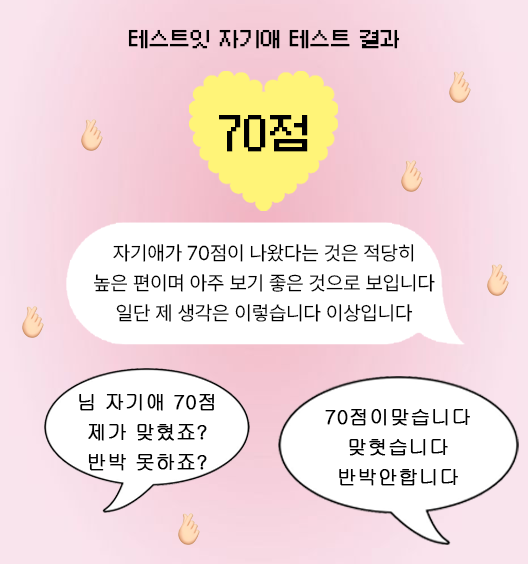 테스트잇 자기애 테스트 결과
70점
자기애가 70점이 나왔다는 것은 적당히
높은 편이며 아주 보기 좋은 것으로 보입니다
일단 제 생각은 이렇습니다 이상입니다
님 자기애 70점
제가 맞혔죠?
반박 못하죠?
70점이맞습니다
맞혓습니다
반박안합니다